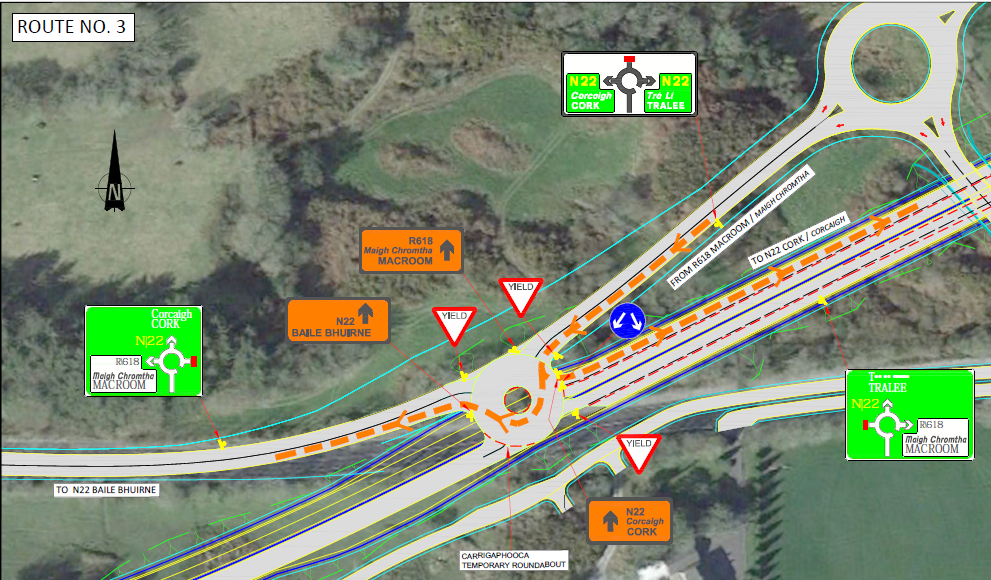 ROUTE NO. 3
N22
Corcaigh
CORK
N22
Tra Li
TRALEE
N
R618
Maigh Chromtha
MACROOM
FROM R618 MACROOM / MAIGH CHROMTHA
TO N22 CORK / CORCAIGH
YIELD
YIELD
N22
BAILE BHUIRNE
Corcaigh
CORK
N22
R618
Maigh Chromtha
MACROOM
TRALEE
N22
R618
Maigh Chromtha
MACROOM
YIELD
TO N22 BAILE BHUIRNE
N22
Corcaigh
CORK
CARRIGAPHOOCA
TEMPORARY ROUNDABOUT